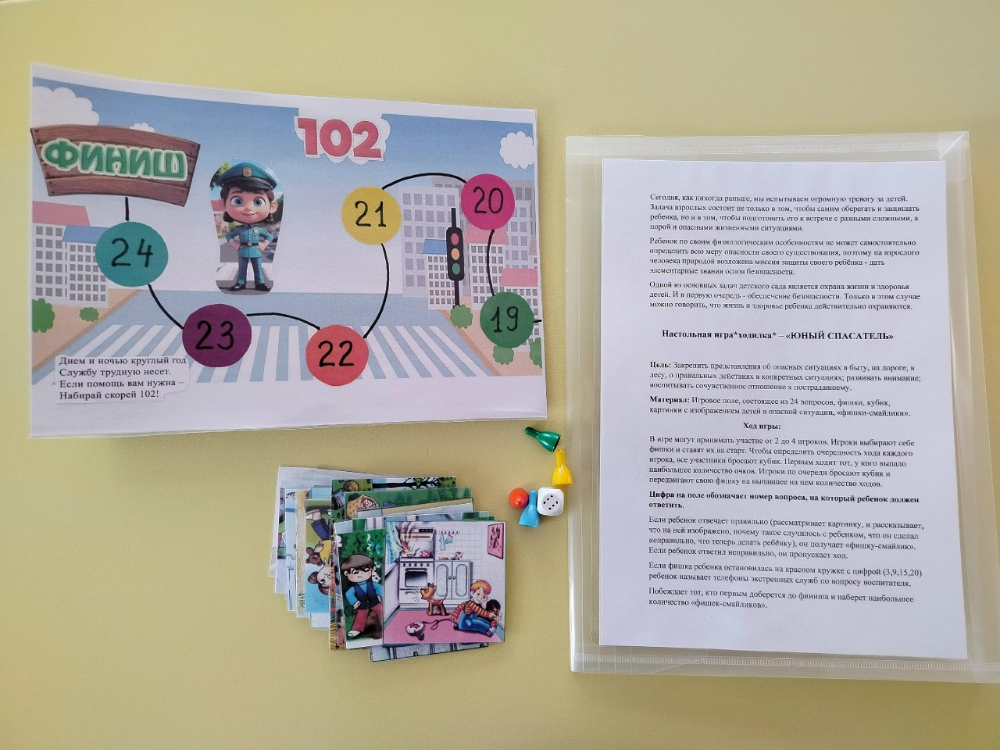 102
ФИНИШ
20
21
24
19
23
22
Днем и ночью круглый год
Службу трудную несет.
Если помощь вам нужна –
Набирай скорей 102!
Сегодня, как никогда раньше, мы испытываем огромную тревогу за детей.
Задача взрослых состоит не только в том, чтобы самим оберегать и защищать
ребенка, но и в том, чтобы подготовить его к встрече с разными сложными, а
порой и опасными жизненными ситуациями.
Ребенок по своим физиологическим особенностям не может самостоятельно
определить всю меру опасности своего существования, поэтому на взрослого
человека природой возложена миссия защиты своего ребёнка - дать
элементарные знания основ безопасности.
Одной из основных задач детского сада является охрана жизни и здоровья
детей. И в первую очередь - обеспечение безопасности. Только в этом случае
можно говорить, что жизнь и здоровье ребенка действительно охраняются.
Настольная игра*ходилка* – «ЮНЫЙ СПАСАТЕЛЬ»
Цель: Закрепить представления об опасных ситуациях в быту, на дороге, в
лесу, о правильных действиях в конкретных ситуациях; развивать внимание;
воспитывать сочувственное отношение к пострадавшему.
Материал: Игровое поле, состоящее из 24 вопросов, фишки, кубик,
картинки с изображением детей в опасной ситуации, «фишки-смайлики».
Ход игры:
В игре могут принимать участие от 2 до 4 игроков. Игроки выбирают себе
фишки и ставят их на старт. Чтобы определить очередность хода каждого
игрока, все участники бросают кубик. Первым ходит тот, у кого выпало
наибольшее количество очков. Игроки по очереди бросают кубик и
передвигают свою фишку на выпавшее на нем количество ходов.
Цифра на поле обозначает номер вопроса, на который ребенок должен
ответить.
Если ребенок отвечает правильно (рассматривает картинку, и рассказывает,
что на ней изображено, почему такое случилось с ребенком, что он сделал
неправильно, что теперь делать ребёнку), он получает «фишку-смайлик».
Если ребенок ответил неправильно, он пропускает ход.
Если фишка ребенка остановилась на красном кружке с цифрой (3,9,15,20)
ребенок называет телефоны экстренных служб по вопросу воспитателя.
Побеждает тот, кто первым доберется до финиша и наберет наибольшее
количество «фишек-смайликов».